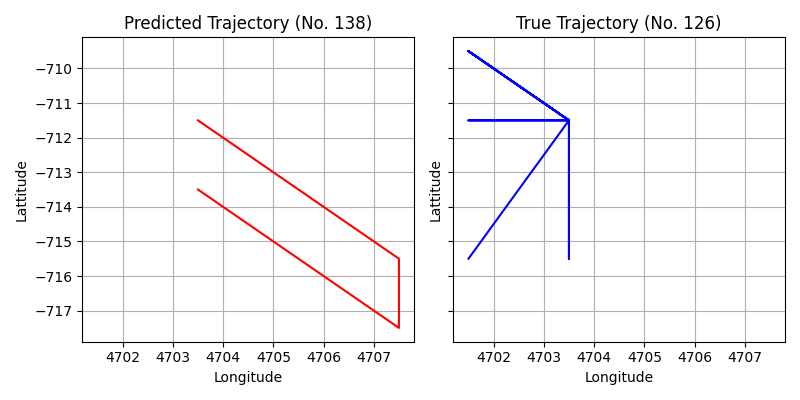 Predicted Trajectory (No. 138)
True Trajectory (No. 126)
Lattitude
−710
−711
−712
−713
−714
−715
−716
−717
4702 4703 4704 4705 4706 4707
Longitude
Lattitude
4702 4703 4704 4705 4706 4707
Longitude